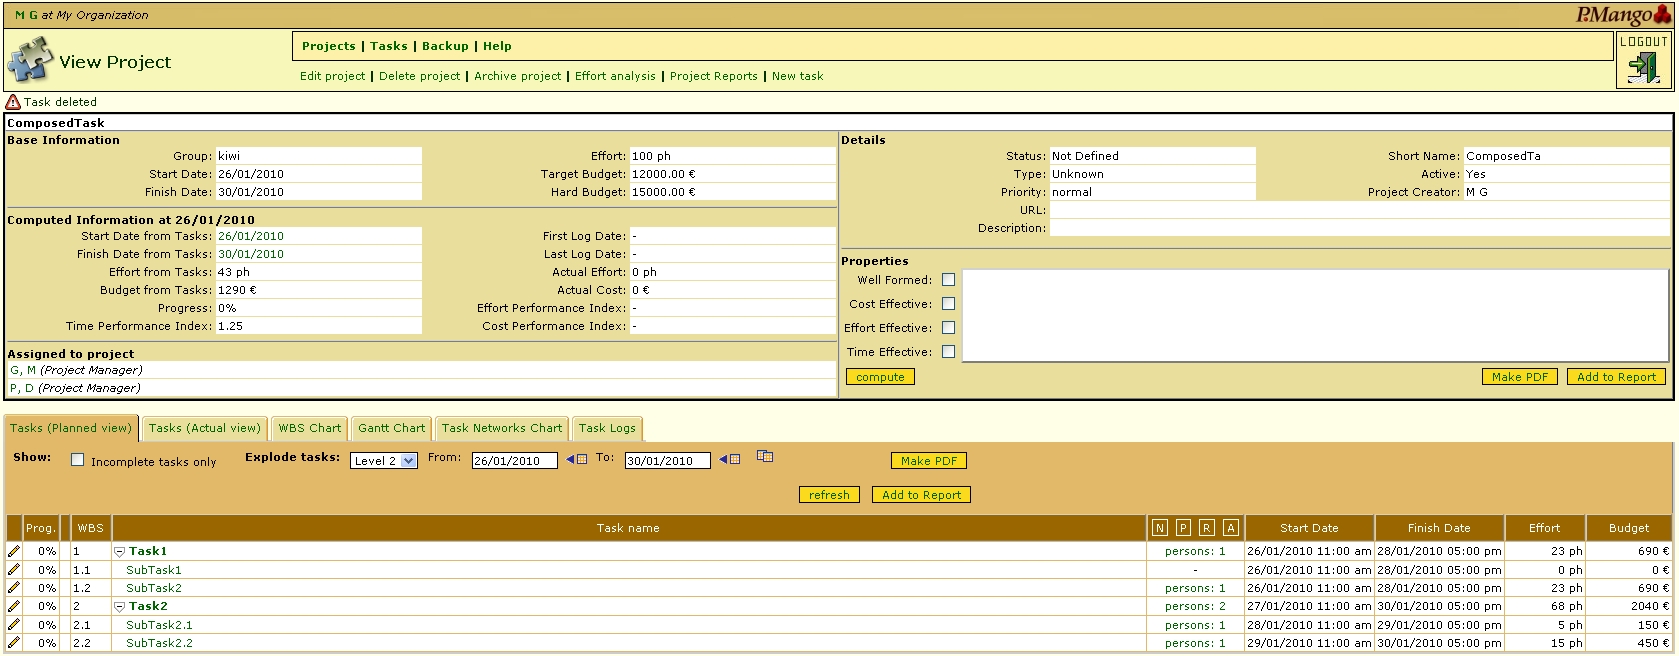 M G at My Organization
PMango
View Project
Projects | Tasks | Backup | Help
LOGOUT
Edit project | Delete project | Archive project | Effort analysis | Project Reports | New task
Task deleted
ComposedTask
Base Information
Group: kiwi Effort: 100 ph
Start Date: 26/01/2010 Target Budget: 12000.00 €
Finish Date: 30/01/2010 Hard Budget: 15000.00 €
Computed Information at 26/01/2010
Start Date from Tasks: 26/01/2010 First Log Date: -
Finish Date from Tasks: 30/01/2010 Last Log Date: -
Effort from Tasks: 43 ph Actual Effort: 0 ph
Budget from Tasks: 1290 € Actual Cost: 0 €
Progress: 0% Effort Performance Index: -
Time Performance Index: 1.25 Cost Performance Index: -
Assigned to project
G, M (Project Manager)
P, D (Project Manager)
Details
Status: Not Defined Short Name: ComposedTa
Type: Unknown Active: Yes
Priority: normal Project Creator: M G
URL:
Description:
Properties
Well Formed:
Cost Effective:
Effort Effective:
Time Effective:
compute Make PDF Add to Report
Tasks (Planned view) Tasks (Actual view) WBS Chart Gantt Chart Task Networks Chart Task Logs
Show: Incomplete tasks only Explode tasks: Level 2 From: 26/01/2010 To: 30/01/2010 Make PDF
refresh Add to Report
Prog. WBS Task name N P R A Start Date Finish Date Effort Budget
0% 1 Task1 persons: 1 26/01/2010 11:00 am 28/01/2010 05:00 pm 23 ph 690 €
0% 1.1 SubTask1 - 26/01/2010 11:00 am 28/01/2010 05:00 pm 0 ph 0 €
0% 1.2 SubTask2 persons: 1 26/01/2010 11:00 am 28/01/2010 05:00 pm 23 ph 690 €
0% 2 Task2 persons: 2 27/01/2010 11:00 am 30/01/2010 05:00 pm 68 ph 2040 €
0% 2.1 SubTask2.1 persons: 1 28/01/2010 11:00 am 29/01/2010 05:00 pm 5 ph 150 €
0% 2.2 SubTask2.2 persons: 1 29/01/2010 11:00 am 30/01/2010 05:00 pm 15 ph 450 €